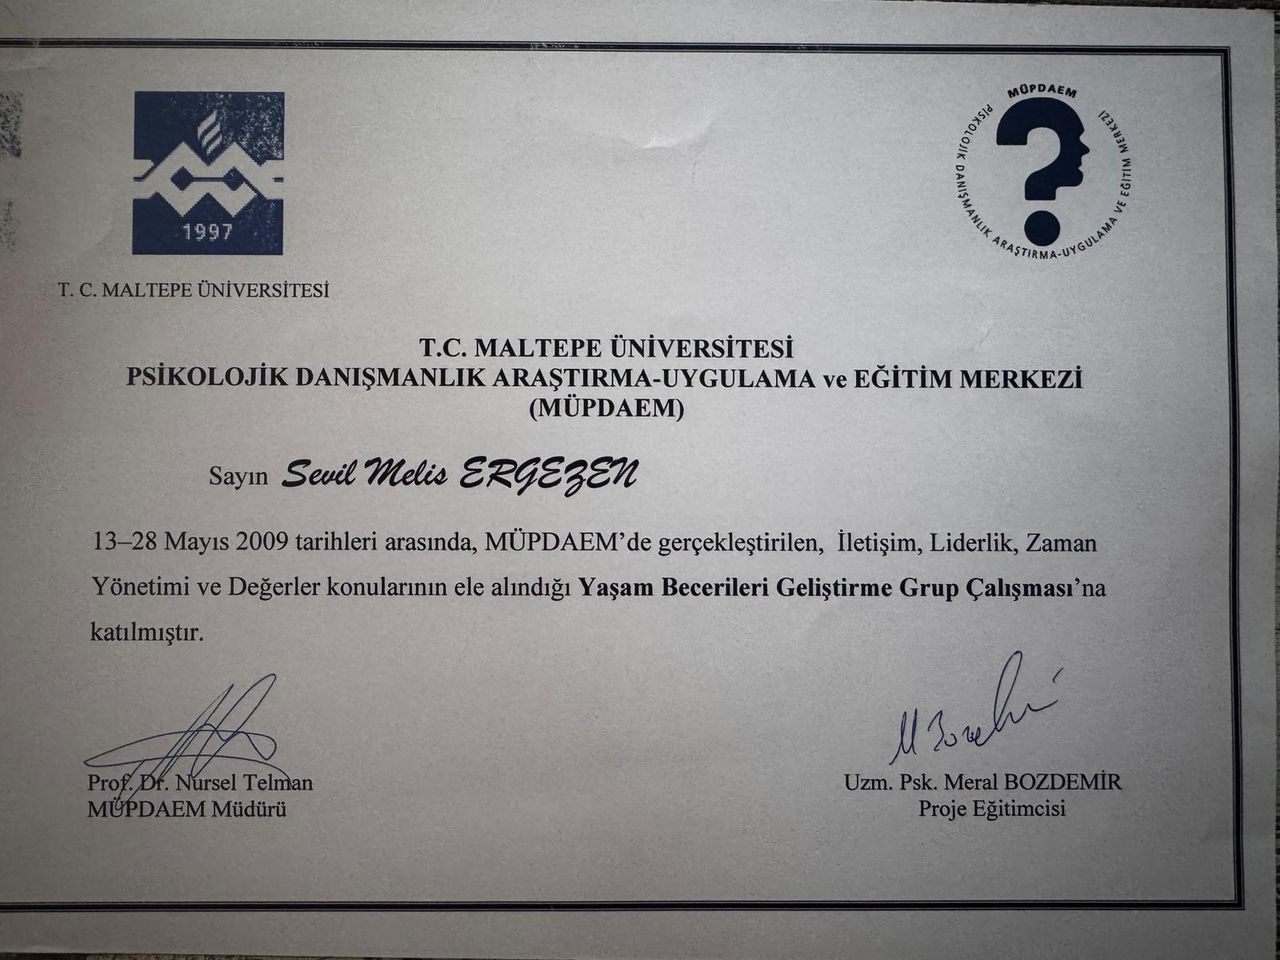 1997
T. C. MALTEPE ÜNİVERSİTESİ
MÜPDAEM
PİSKOLOJİK DANIŞMANLIK ARAŞTIRMA-UYGULAMA VE EĞİTİM MERKEZİ
T.C. MALTEPE ÜNİVERSİTESİ
PSİKOLOJİK DANIŞMANLIK ARAŞTIRMA-UYGULAMA ve EĞİTİM MERKEZİ
(MÜPDAEM)
Sayın Sevil Melis ERGEZEN
13–28 Mayıs 2009 tarihleri arasında, MÜPDAEM’de gerçekleştirilen, İletişim, Liderlik, Zaman
Yönetimi ve Değerler konularının ele alındığı Yaşam Becerileri Geliştirme Grup Çalışması’na
katılmıştır.
Prof. Dr. Nursel Telman
MÜPDAEM Müdürü
Uzm. Psk. Meral BOZDEMİR
Proje Eğitimcisi